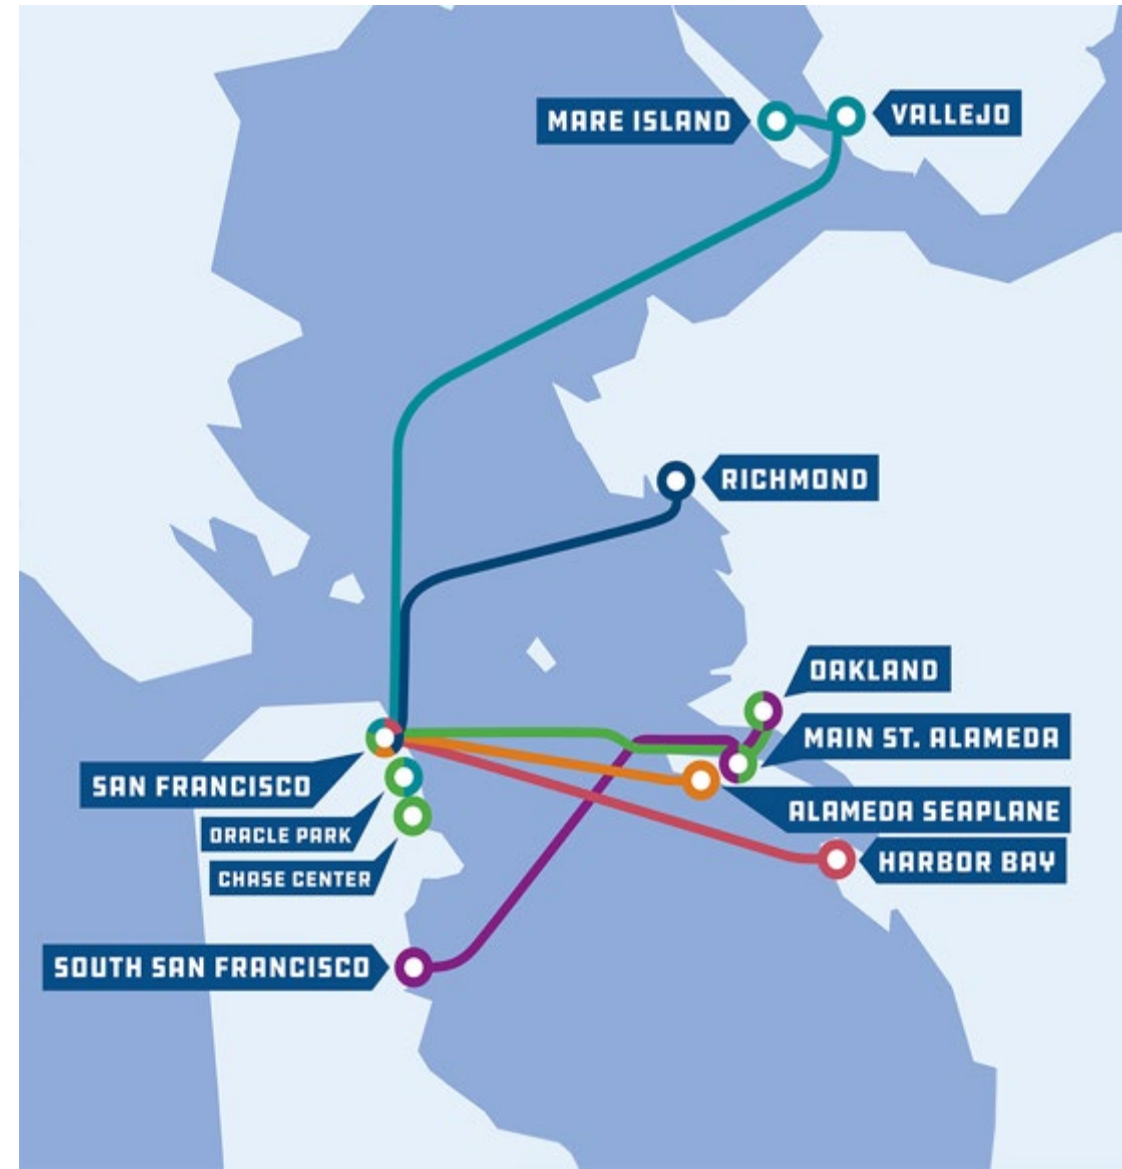 MARE ISLAND
VALLEJO
RICHMOND
OAKLAND
MAIN ST. ALAMEDA
SAN FRANCISCO
ALAMEDA SEAPLANE
ORACLE PARK
HARBOR BAY
CHASE CENTER
SOUTH SAN FRANCISCO